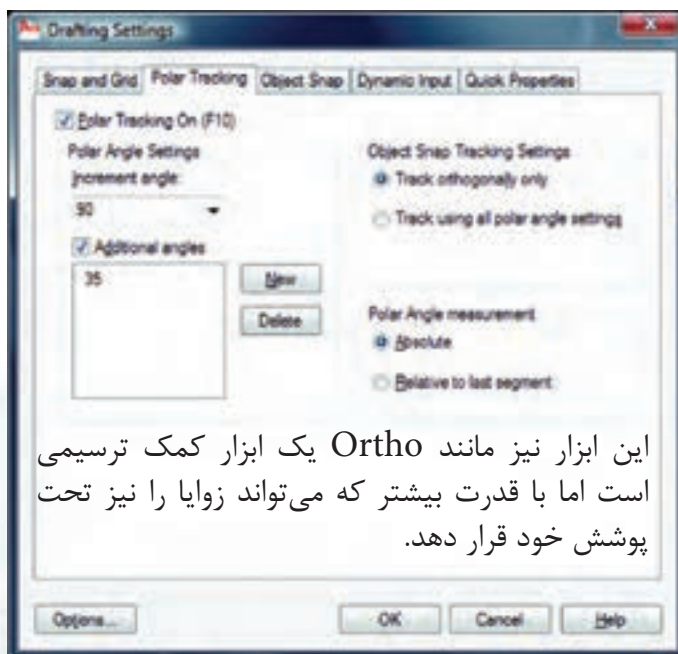 Drafting Settings
Snap and Grid Polar Tracking Object Snap Dynamic Input Quick Properties
Polar Tracking On (F10)
Polar Angle Settings
Increment angle:
90
Additional angles
35
New
Delete
Object Snap Tracking Settings
Track orthogonally only
Track using all polar angle settings
Polar Angle measurement
Absolute
Relative to last segment
این ابزار نیز مانند Ortho یک ابزار کمک ترسیمی
است اما با قدرت بیشتر که می‌تواند زوایا را نیز تحت
پوشش خود قرار دهد.
Options... OK Cancel Help